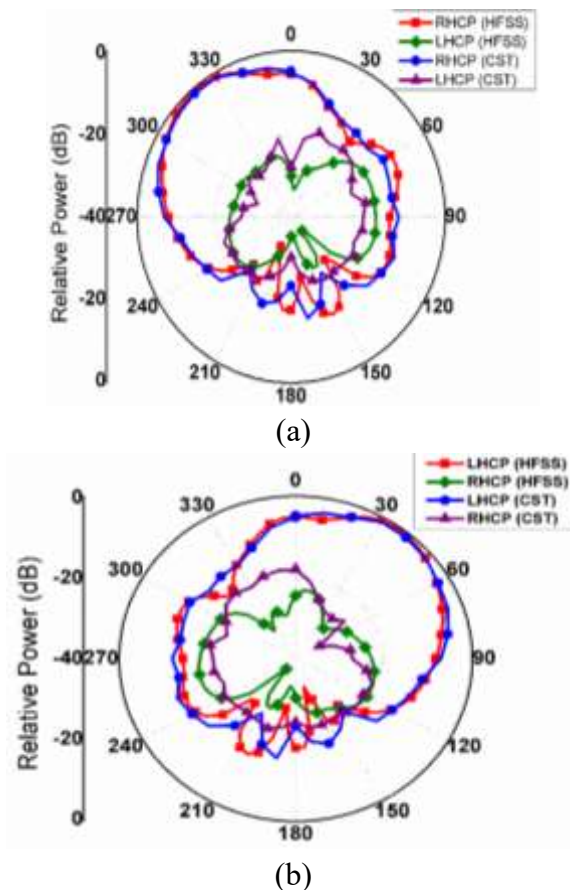 RHCP (HFSS)
LHCP (HFSS)
RHCP (CST)
LHCP (CST)
0
330
0
30
300
60
-20
Relative Power (dB)
-40
270
90
-20
240
120
210
150
0
180
(a)
LHCP (HFSS)
RHCP (HFSS)
LHCP (CST)
RHCP (CST)
0
0
330
30
300
60
-20
Relative Power (dB)
-40
270
90
-20
240
120
210
150
0
180
(b)